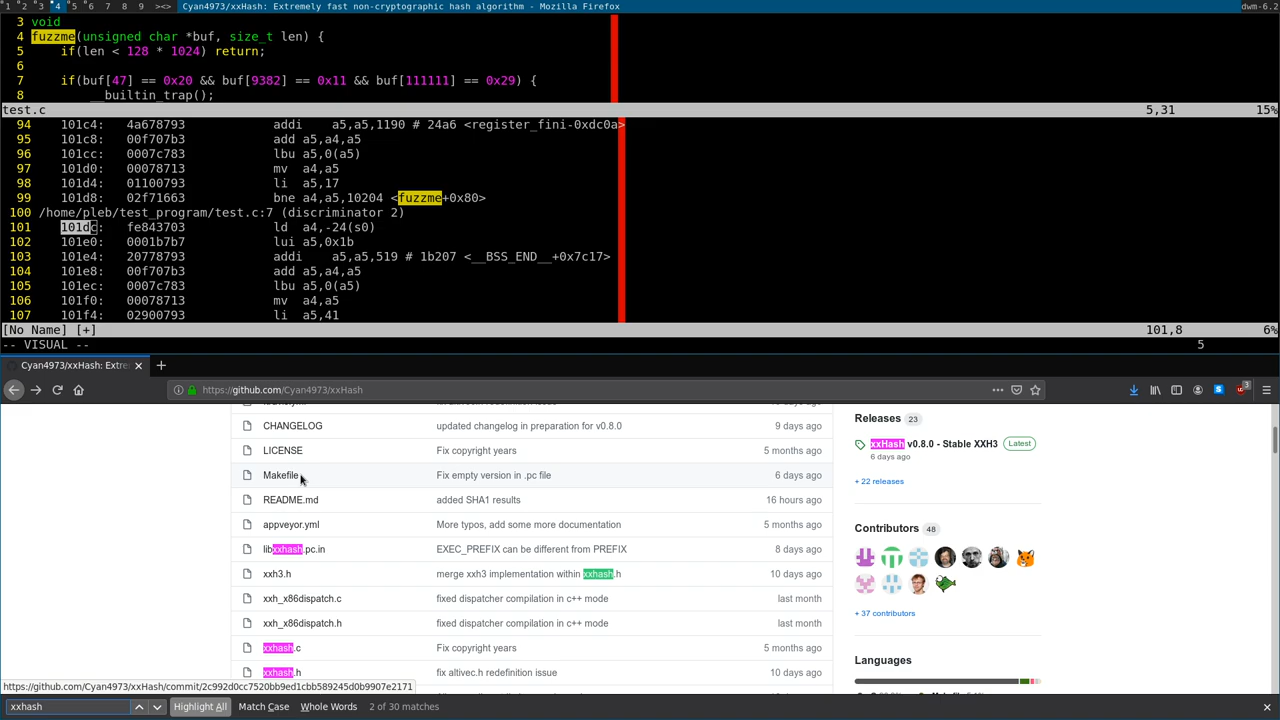 1 2 3 4 5 6 7 8 9 ><> Cyan4973/xxHash: Extremely fast non-cryptographic hash algorithm - Mozilla Firefox dwm-6.2
3 void
4 fuzzme(unsigned char *buf, size_t len) {
5 if(len < 128 * 1024) return;
6
7 if(buf[47] == 0x20 && buf[9382] == 0x11 && buf[111111] == 0x29) {
8 __builtin_trap();
test.c 5,31 15%
94 101c4: 4a678793 addi a5,a5,1190 # 24a6 <register_fini-0xdc0a>
95 101c8: 00f707b3 add a5,a4,a5
96 101cc: 0007c783 lbu a5,0(a5)
97 101d0: 00078713 mv a4,a5
98 101d4: 01100793 li a5,17
99 101d8: 02f71663 bne a4,a5,10204 <fuzzme+0x80>
100 /home/pleb/test_program/test.c:7 (discriminator 2)
101 101dc: fe843703 ld a4,-24(s0)
102 101e0: 0001b7b7 lui a5,0x1b
103 101e4: 20778793 addi a5,a5,519 # 1b207 <__BSS_END__+0x7c17>
104 101e8: 00f707b3 add a5,a4,a5
105 101ec: 0007c783 lbu a5,0(a5)
106 101f0: 00078713 mv a4,a5
107 101f4: 02900793 li a5,41
[No Name] [+] 101,8 6%
-- VISUAL -- 5
Cyan4973/xxHash: Extre
https://github.com/Cyan4973/xxHash
3
CHANGELOG updated changelog in preparation for v0.8.0 9 days ago
LICENSE Fix copyright years 5 months ago
Makefile Fix empty version in .pc file 6 days ago
README.md added SHA1 results 16 hours ago
appveyor.yml More typos, add some more documentation 5 months ago
libxxhash.pc.in EXEC_PREFIX can be different from PREFIX 8 days ago
xxh3.h merge xxh3 implementation within xxhash.h 10 days ago
xxh_x86dispatch.c fixed dispatcher compilation in c++ mode last month
xxh_x86dispatch.h fixed dispatcher compilation in c++ mode last month
xxhash.c Fix copyright years 5 months ago
xxhash.h fix altivec.h redefinition issue 10 days ago
Releases 23
xxHash v0.8.0 - Stable XXH3 Latest
6 days ago
+ 22 releases
Contributors 48
+ 37 contributors
Languages
https://github.com/Cyan4973/xxHash/commit/2c992d0cc7520bb9ed1cbb589245d0b9907e2171
xxhash Highlight All Match Case Whole Words 2 of 30 matches